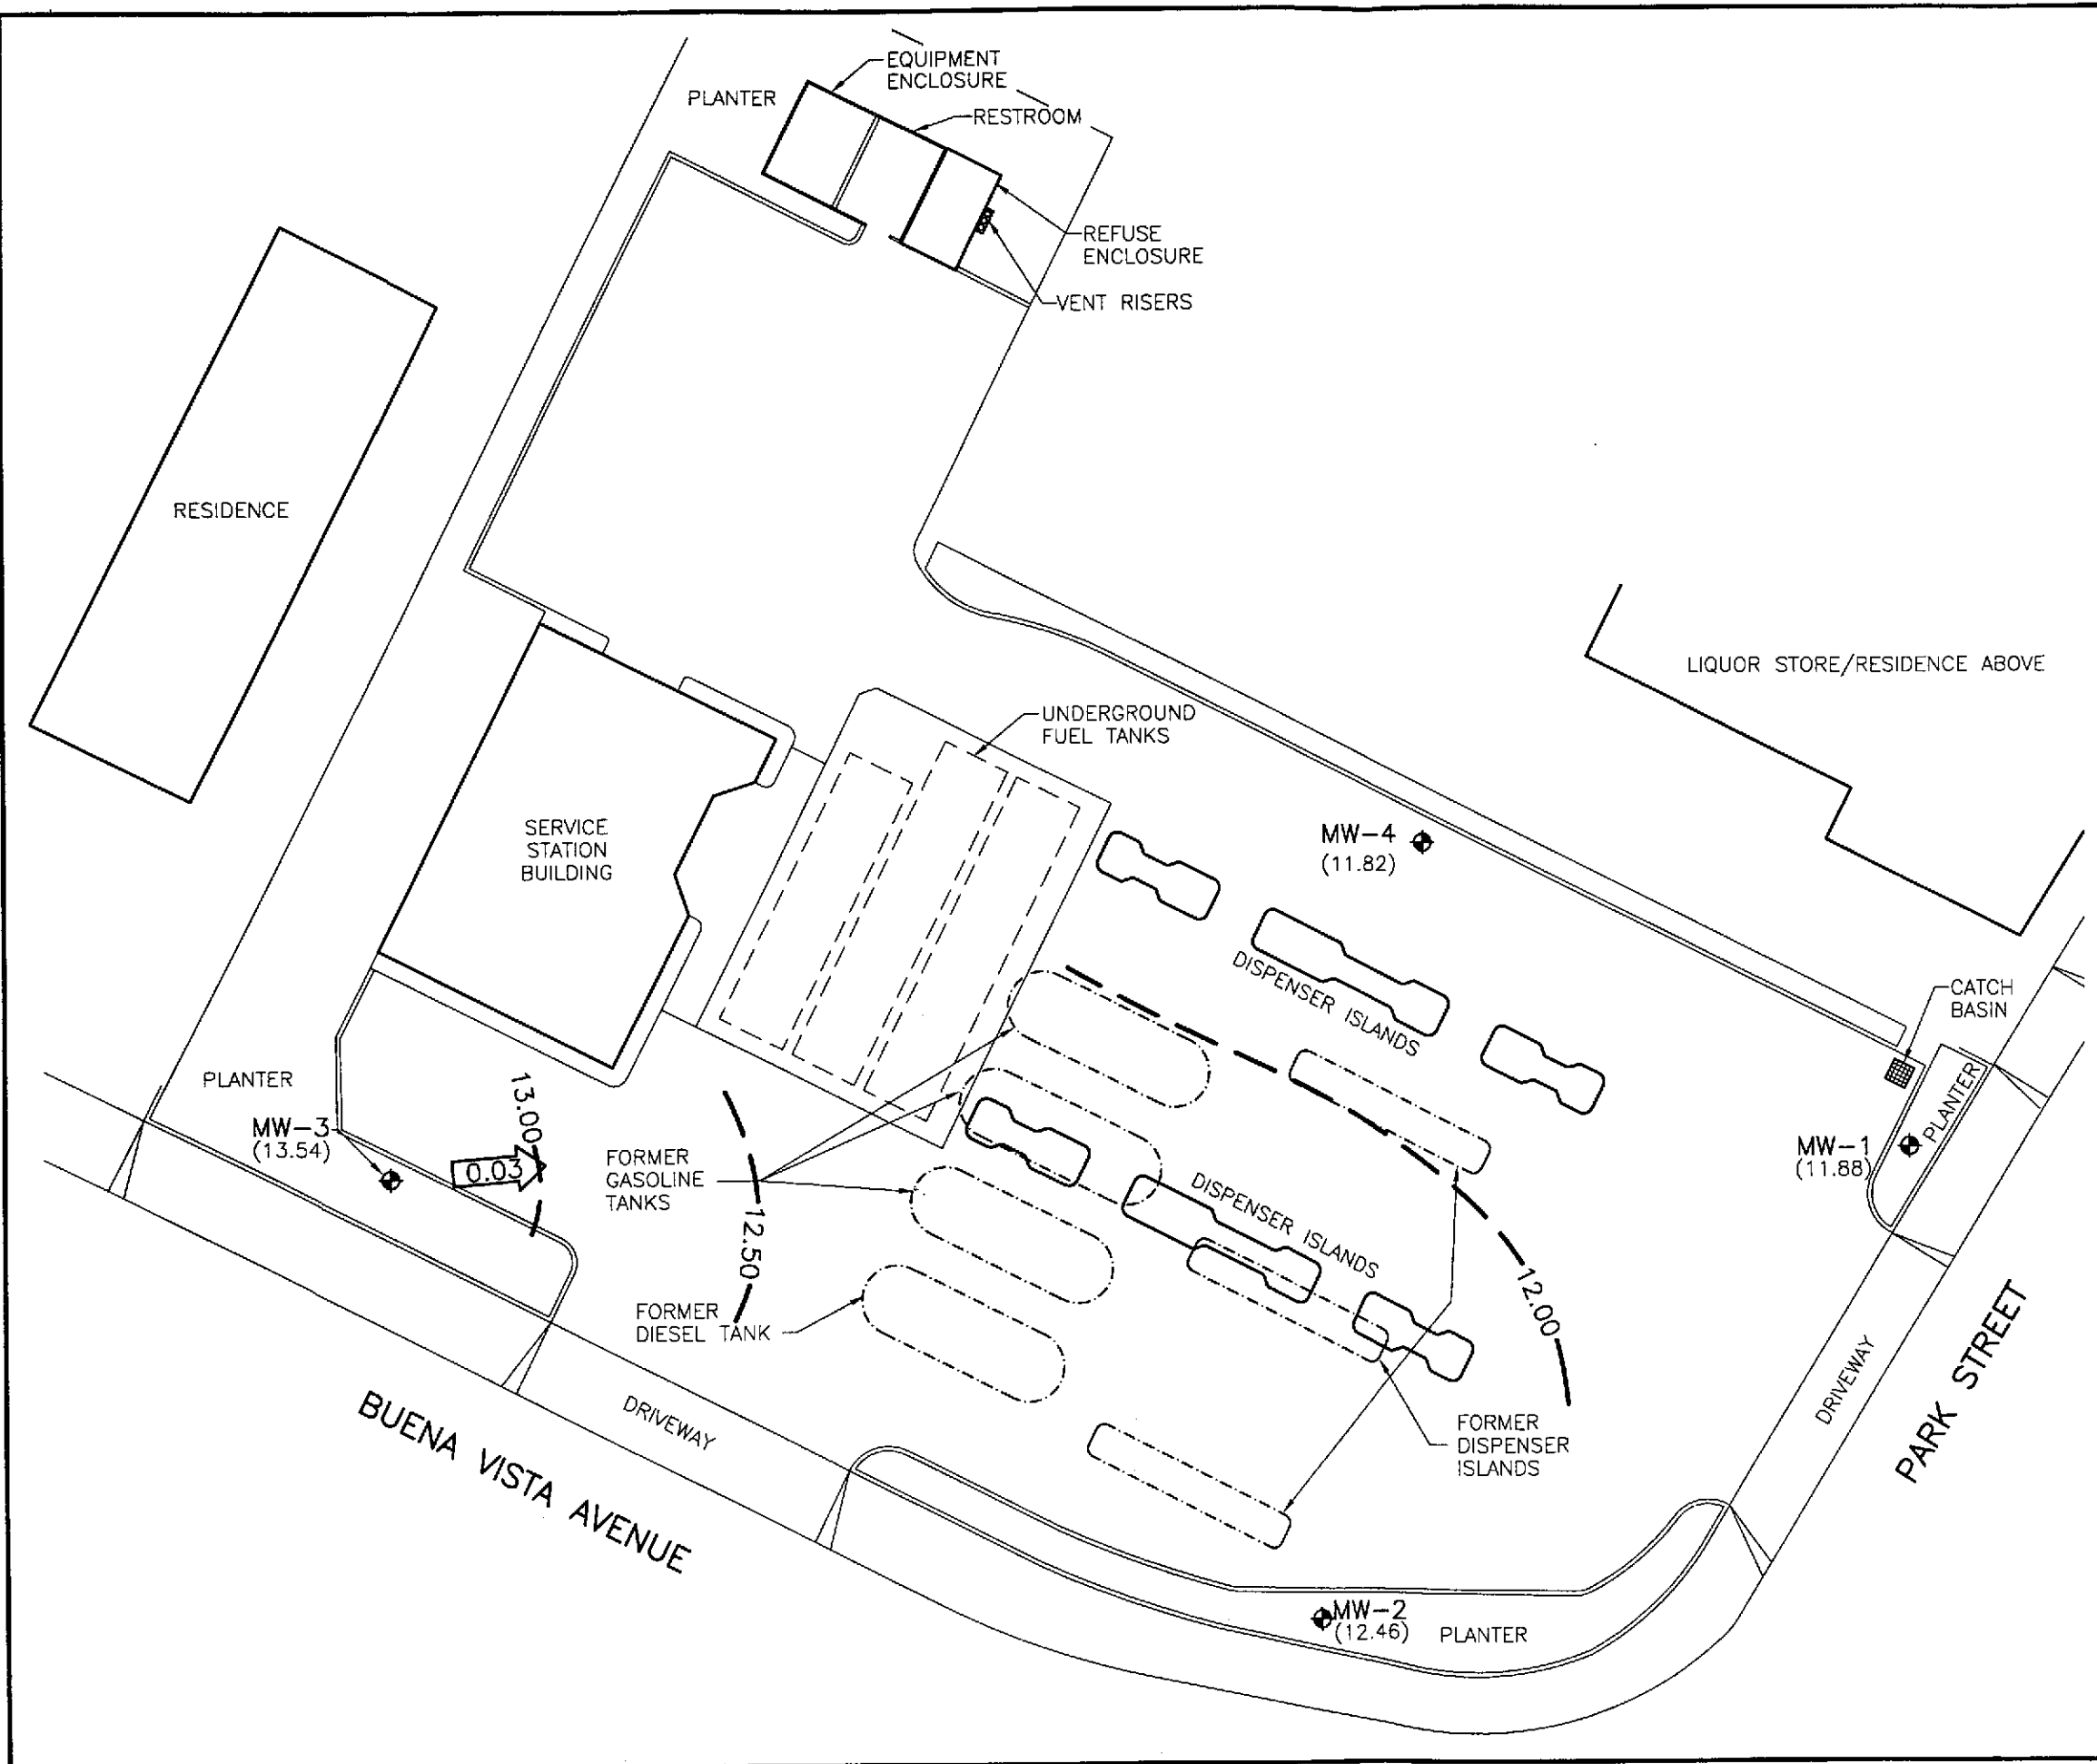 EQUIPMENT
ENCLOSURE
PLANTER
RESTROOM
REFUSE
ENCLOSURE
VENT RISERS
RESIDENCE
LIQUOR STORE/RESIDENCE ABOVE
UNDERGROUND
FUEL TANKS
SERVICE
STATION
BUILDING
MW-4
(11.82)
DISPENSER ISLANDS
CATCH
BASIN
PLANTER
PLANTER
MW-3
(13.54)
13.00
0.03
FORMER
GASOLINE
TANKS
12.50
MW-1
(11.88)
DISPENSER ISLANDS
12.00
FORMER
DIESEL TANK
BUENA VISTA AVENUE
DRIVEWAY
FORMER
DISPENSER
ISLANDS
DRIVEWAY
PARK STREET
MW-2
(12.46)
PLANTER